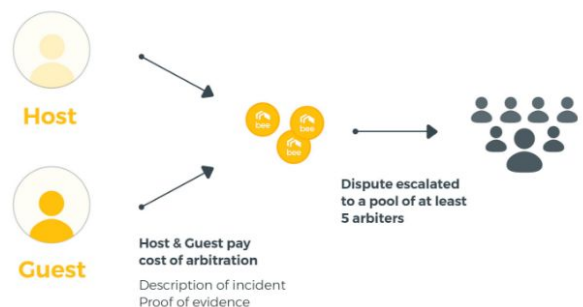 Host
bee
bee
bee
Dispute escalated
to a pool of at least
5 arbiters
Host & Guest pay
cost of arbitration
Guest
Description of incident
Proof of evidence